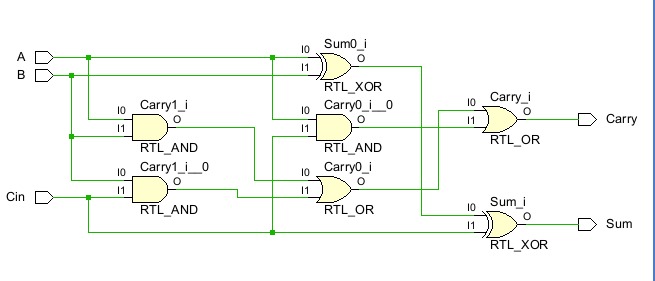 Sum0_i
A
I0
O
B
I1
RTL_XOR
Carry1_i
Carry0_i__0
Carry_i
I0
O
I0
O
I0
O
Carry
I1
I1
I1
RTL_AND
RTL_AND
RTL_OR
Carry1_i__0
Carry0_i
I0
O
I0
O
Cin
I1
I1
Sum_i
RTL_AND
RTL_OR
I0
O
Sum
I1
RTL_XOR